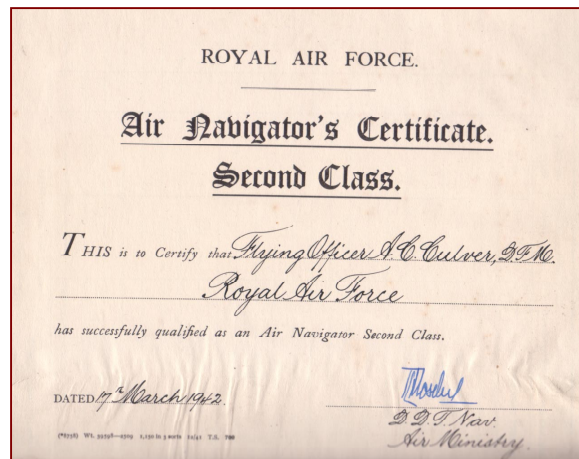 ROYAL AIR FORCE.
Air Navigator's Certificate.
Second Class.
THIS is to Certify that Flying Officer A.C. Culver, D.F.M.
Royal Air Force
has successfully qualified as an Air Navigator Second Class.
DATED 17th March 1942.
D.D.T. Nav.
Air Ministry.